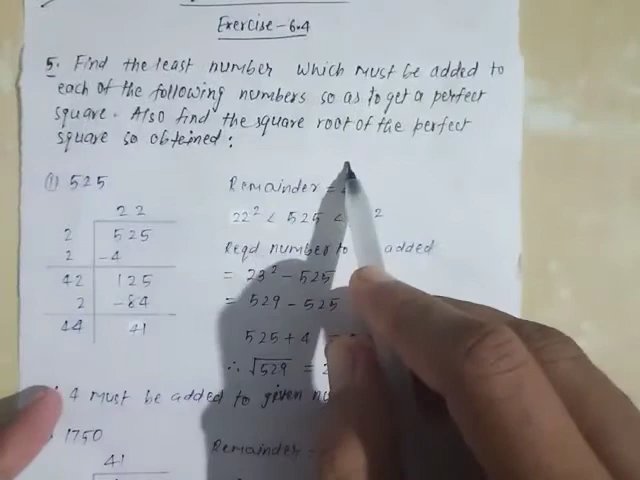 Exercise-6.4
5. Find the least number which must be added to
each of the following numbers so as to get a perfect
square. Also find the square root of the perfect
square so obtained:
(i) 525
22
2 525
2 -4
42 125
2 -84
44 41
Remainder =
22² < 525 <
Reqd number to added
= 23² - 525
= 529 - 525
525 + 4
∴ √529 =
4 must be added to given
1750
41
Remainder =